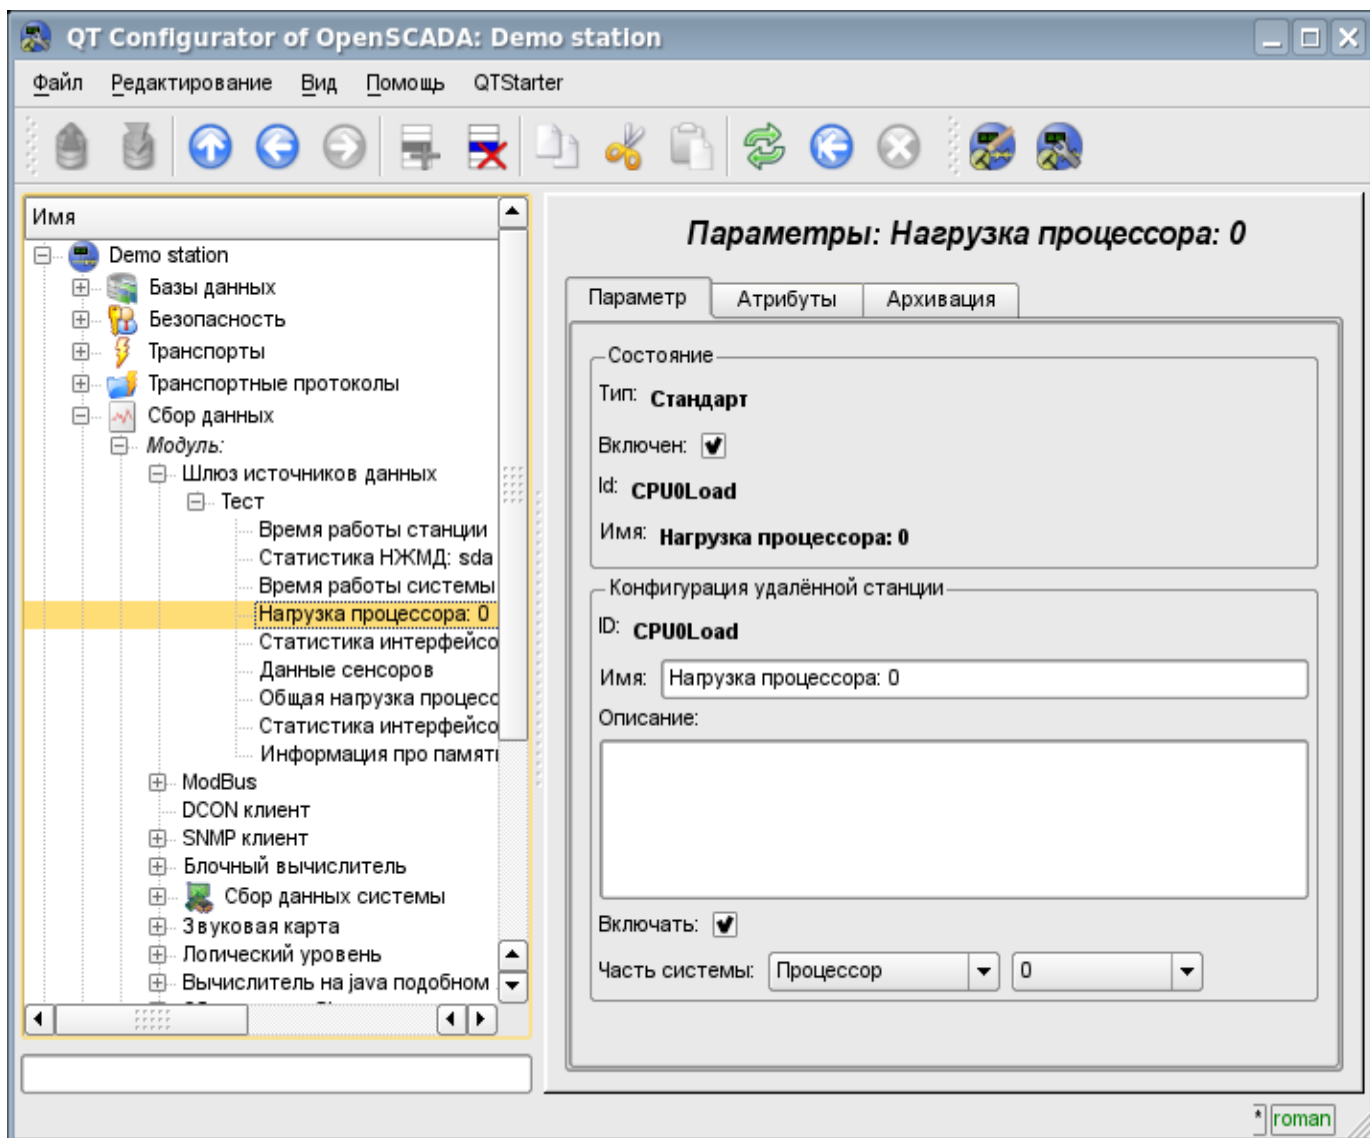 QT Configurator of OpenSCADA: Demo station
Файл Редактирование Вид Помощь QTStarter
Имя
Demo station
Базы данных
Безопасность
Транспорты
Транспортные протоколы
Сбор данных
Модуль:
Шлюз источников данных
Тест
Время работы станции
Статистика НЖМД: sda
Время работы системы
Нагрузка процессора: 0
Статистика интерфейсо
Данные сенсоров
Общая нагрузка процесс
Статистика интерфейсо
Информация про памят
ModBus
DCON клиент
SNMP клиент
Блочный вычислитель
Сбор данных системы
Звуковая карта
Логический уровень
Вычислитель на java подобном
Параметры: Нагрузка процессора: 0
Параметр Атрибуты Архивация
Состояние
Тип: Стандарт
Включен:
Id: CPU0Load
Имя: Нагрузка процессора: 0
Конфигурация удалённой станции
ID: CPU0Load
Имя: Нагрузка процессора: 0
Описание:
Включать:
Часть системы: Процессор 0
* roman